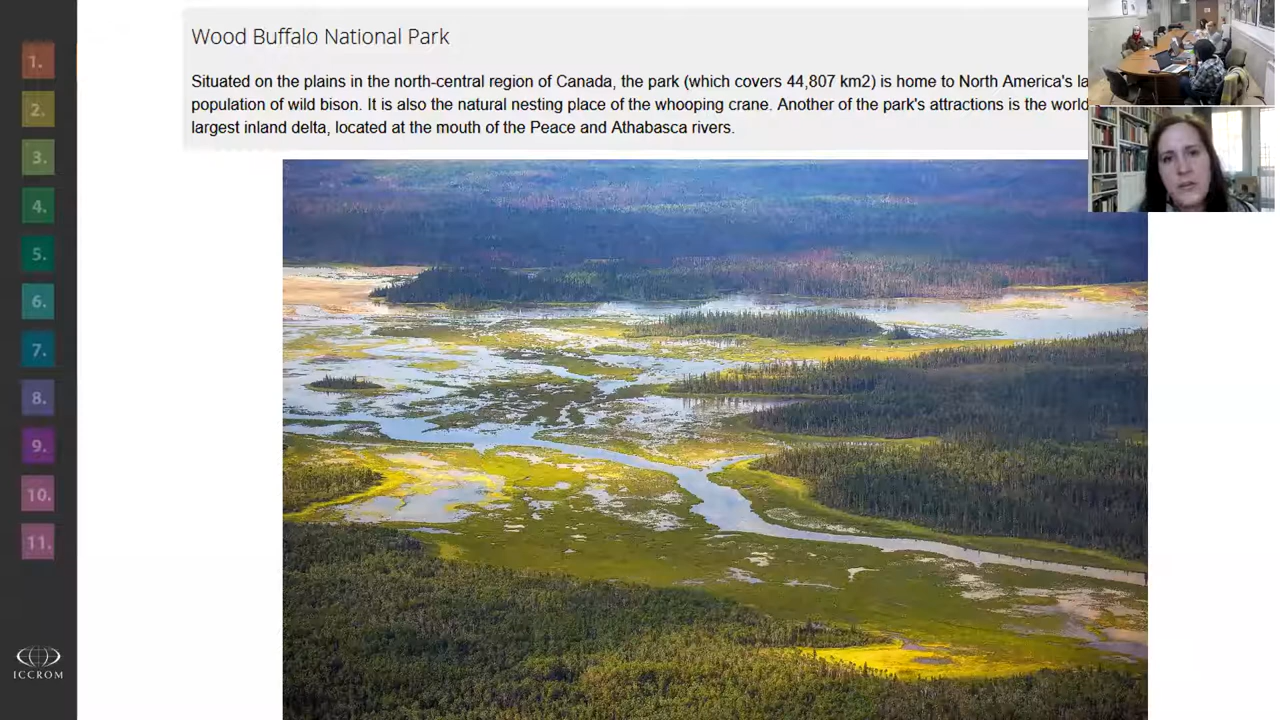 1.
2.
3.
4.
5.
6.
7.
8.
9.
10.
11.
ICCROM
Wood Buffalo National Park
Situated on the plains in the north-central region of Canada, the park (which covers 44,807 km2) is home to North America's la
population of wild bison. It is also the natural nesting place of the whooping crane. Another of the park's attractions is the world
largest inland delta, located at the mouth of the Peace and Athabasca rivers.